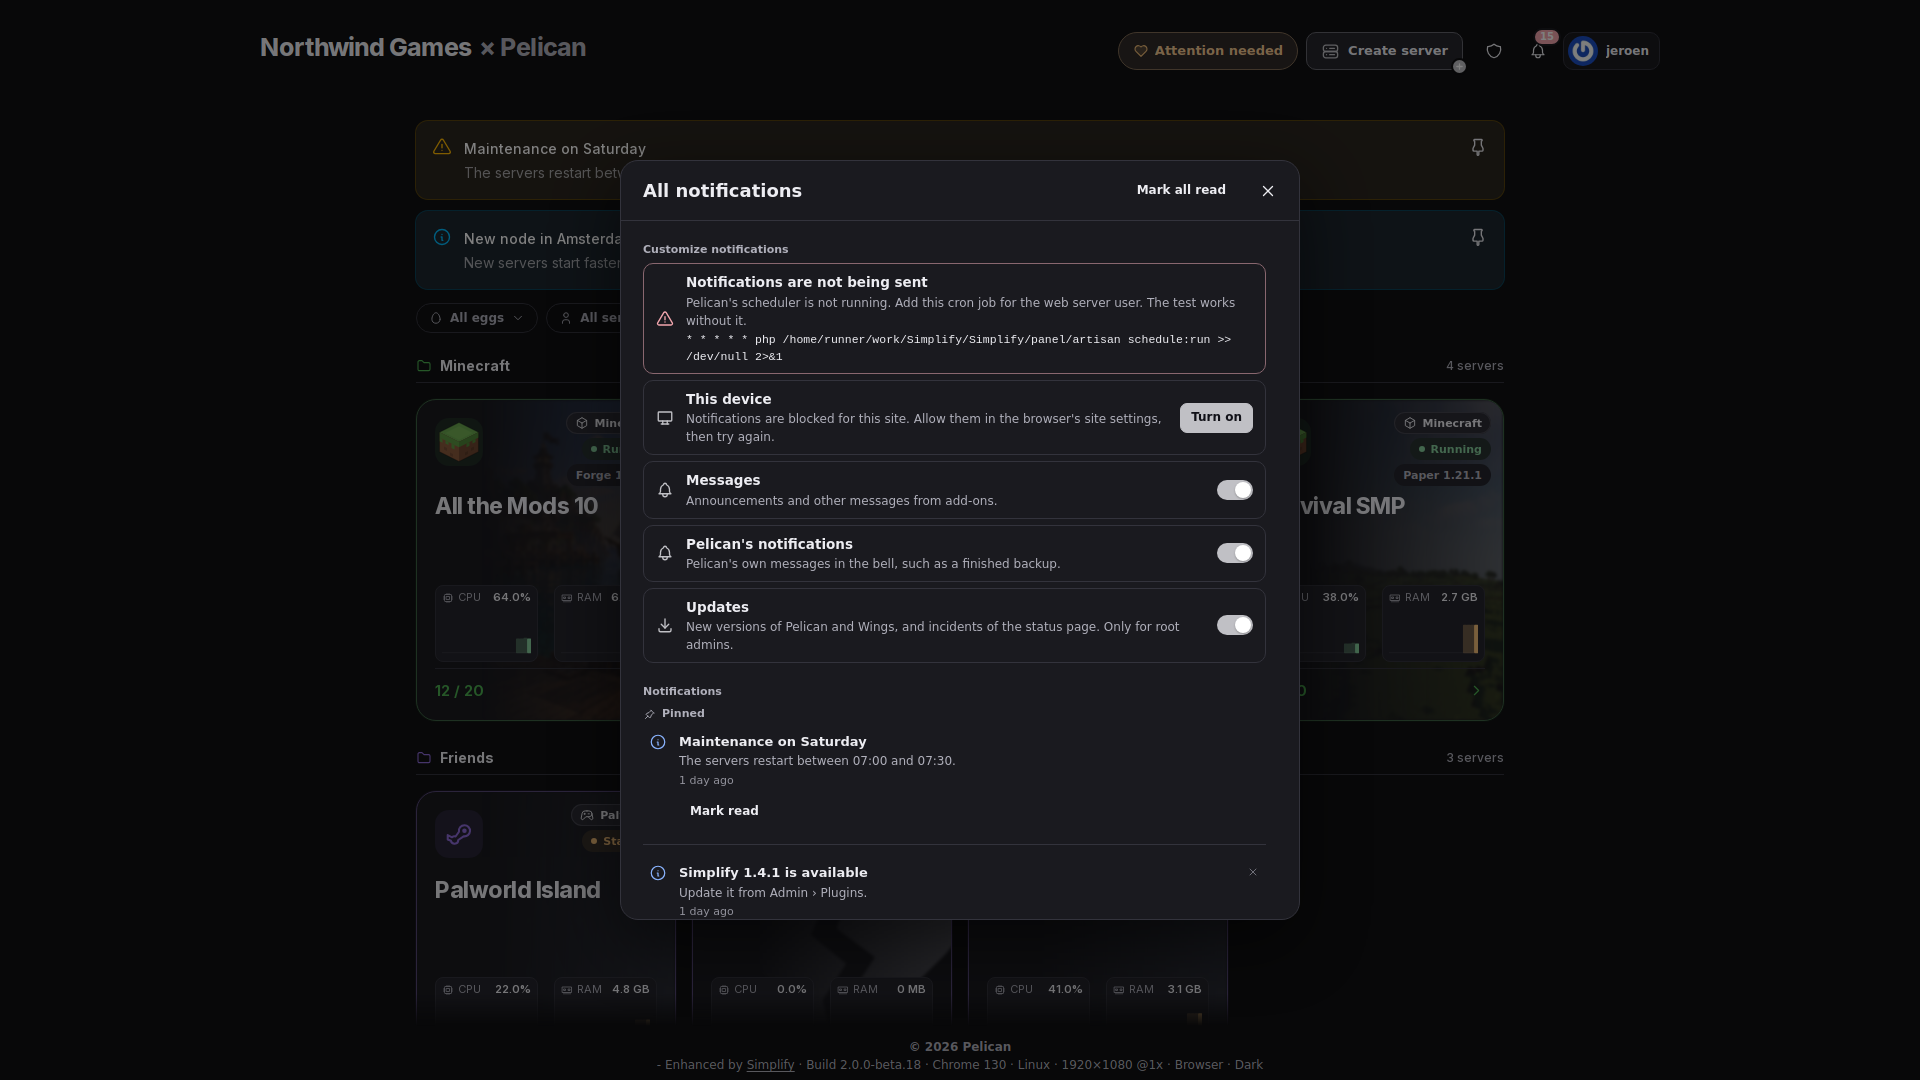 Northwind Games × Pelican
Attention needed
Create server
15
jeroen
Maintenance on Saturday
The servers restart
New node in
New servers start faster
All eggs
Minecraft
4 servers
All the Mods 10
CPU 64.0%
RAM
12 / 20
Minecraft
Running
Paper 1.21.1
SMP
38.0%
RAM 2.7 GB
Friends
3 servers
Palworld Island
CPU 22.0%
RAM 4.8 GB
CPU 0.0%
RAM 0 MB
CPU 41.0%
RAM 3.1 GB
All notifications
Mark all read
Customize notifications
Notifications are not being sent
Pelican's scheduler is not running. Add this cron job for the web server user. The test works
without it.
* * * * * php /home/runner/work/Simplify/Simplify/panel/artisan schedule:run >>
/dev/null 2>&1
This device
Notifications are blocked for this site. Allow them in the browser's site settings,
then try again.
Turn on
Messages
Announcements and other messages from add-ons.
Pelican's notifications
Pelican's own messages in the bell, such as a finished backup.
Updates
New versions of Pelican and Wings, and incidents of the status page. Only for root
admins.
Notifications
Pinned
Maintenance on Saturday
The servers restart between 07:00 and 07:30.
1 day ago
Mark read
Simplify 1.4.1 is available
Update it from Admin › Plugins.
1 day ago
© 2026 Pelican
- Enhanced by Simplify · Build 2.0.0-beta.18 · Chrome 130 · Linux · 1920×1080 @1x · Browser · Dark